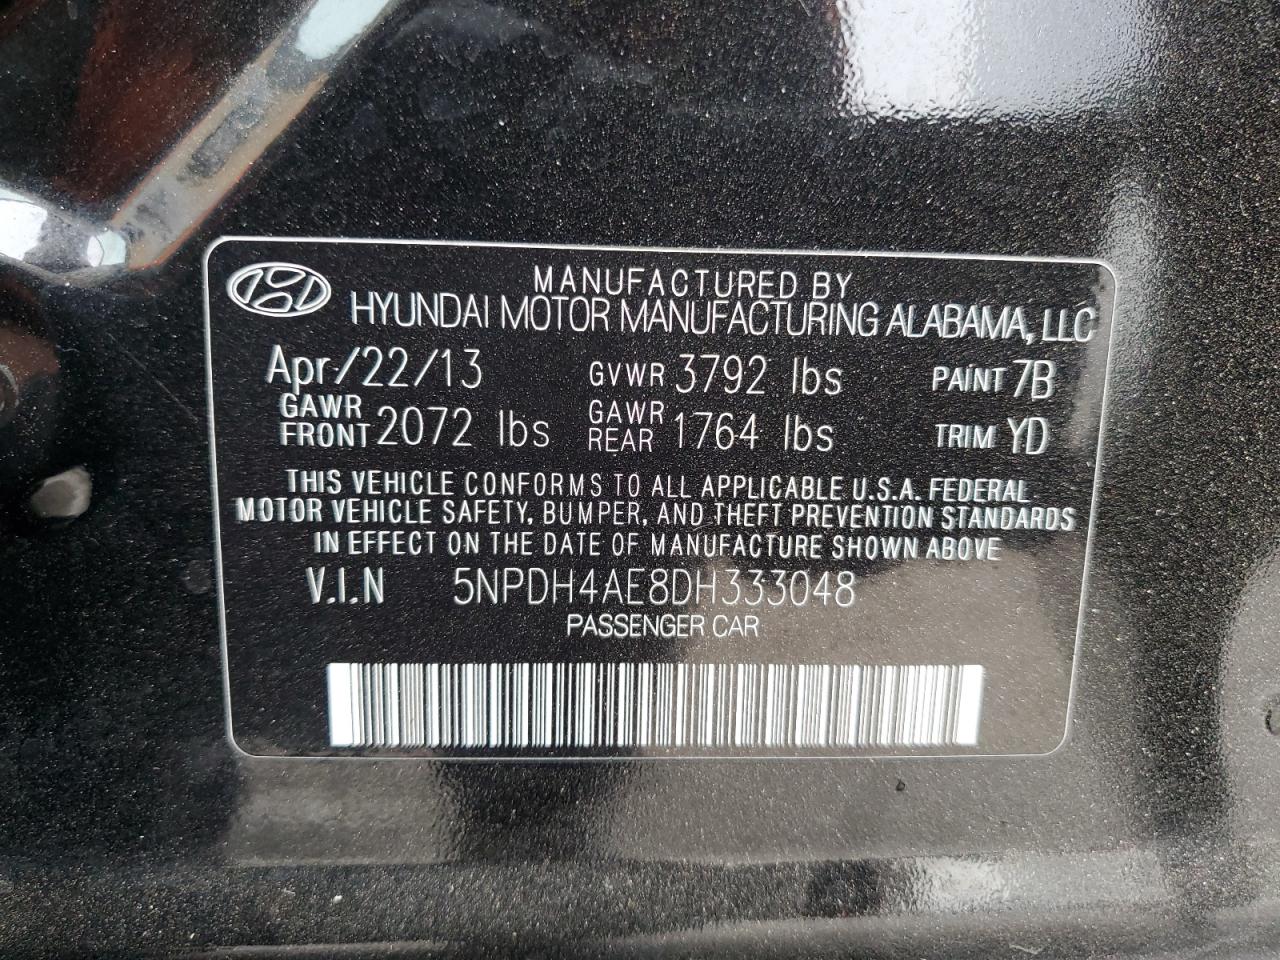 MANUFACTURED BY
HYUNDAI MOTOR MANUFACTURING ALABAMA, LLC
Apr/22/13 GVWR 3792 lbs PAINT 7B
GAWR FRONT 2072 lbs GAWR REAR 1764 lbs TRIM YD
THIS VEHICLE CONFORMS TO ALL APPLICABLE U.S.A. FEDERAL
MOTOR VEHICLE SAFETY, BUMPER, AND THEFT PREVENTION STANDARDS
IN EFFECT ON THE DATE OF MANUFACTURE SHOWN ABOVE
V.I.N 5NPDH4AE8DH333048
PASSENGER CAR